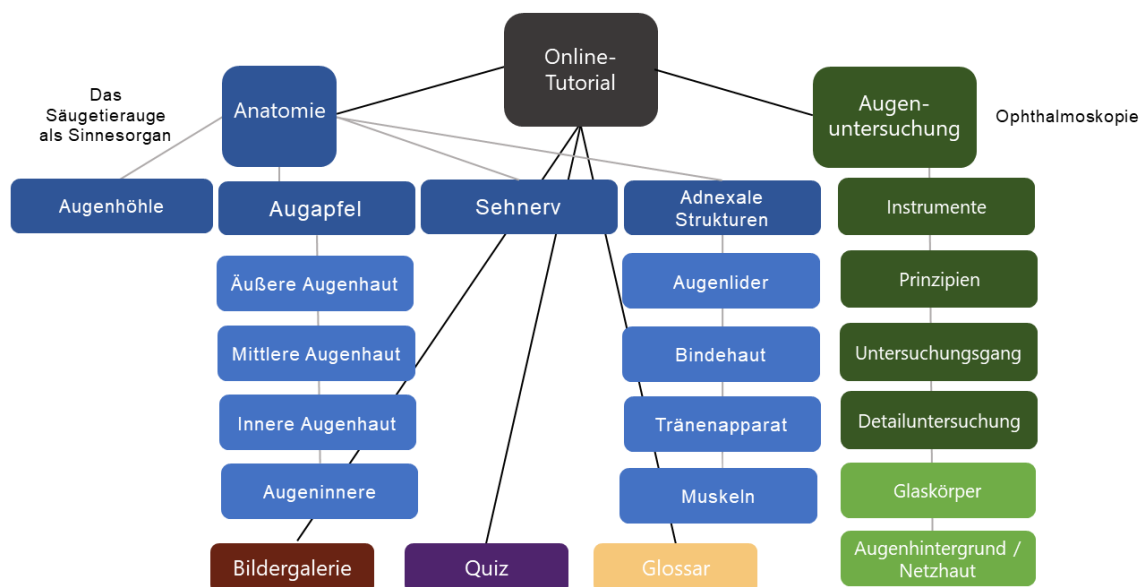 Online-
Tutorial
Das
Säugetierauge
als Sinnesorgan
Anatomie
Augen-
untersuchung
Ophthalmoskopie
Augenhöhle
Augapfel
Sehnerv
Adnexale
Strukturen
Instrumente
Äußere Augenhaut
Augenlider
Prinzipien
Mittlere Augenhaut
Bindehaut
Untersuchungsgang
Innere Augenhaut
Tränenapparat
Detailuntersuchung
Augeninnere
Muskeln
Glaskörper
Bildergalerie
Quiz
Glossar
Augenhintergrund /
Netzhaut